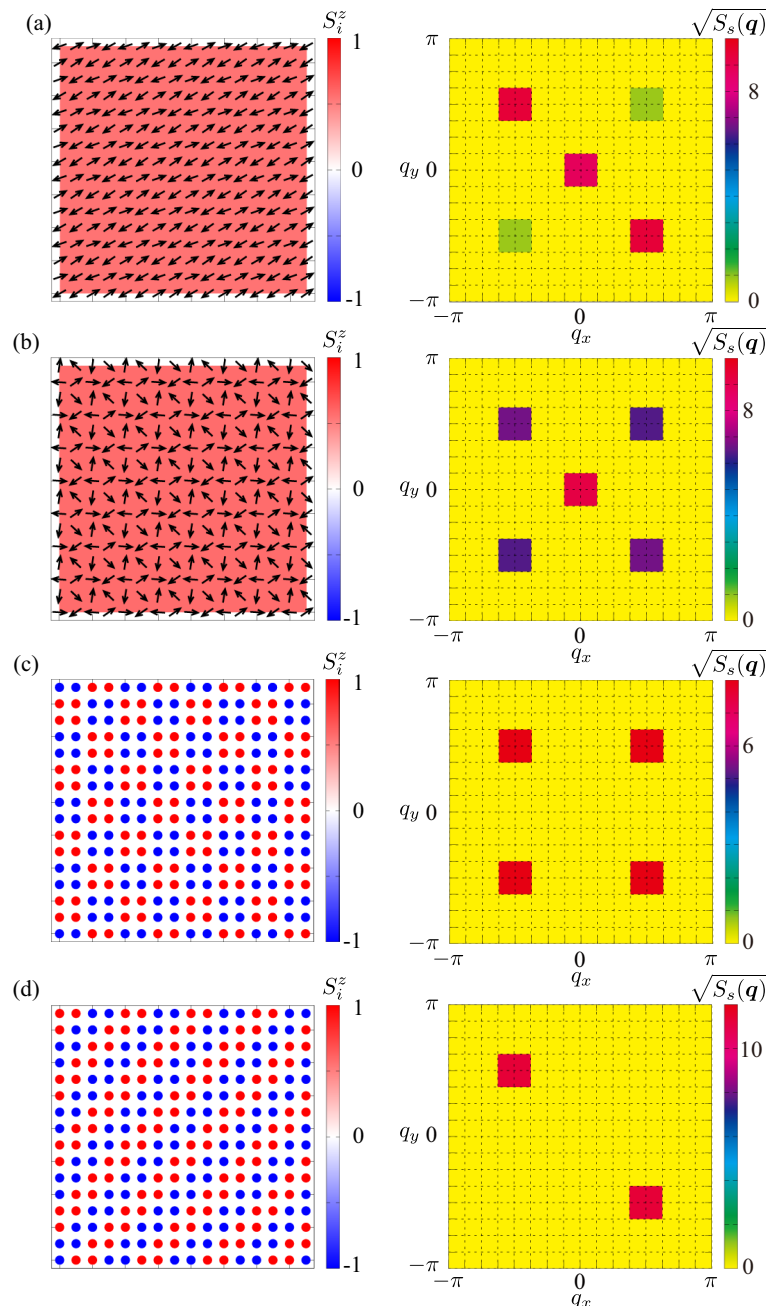 (a) S_i^z 1 0 -1
π q_y 0 −π −π 0 π q_x
√S_s(q) 8 0
(b) S_i^z 1 0 -1
π q_y 0 −π −π 0 π q_x
√S_s(q) 8 0
(c) S_i^z 1 0 -1
π q_y 0 −π −π 0 π q_x
√S_s(q) 6 0
(d) S_i^z 1 0 -1
π q_y 0 −π −π 0 π q_x
√S_s(q) 10 0